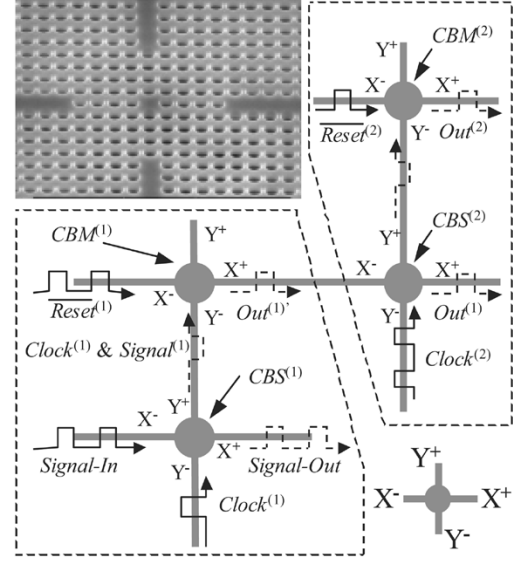 CBM(2)
Y+
X-
X+
Reset(2)
Y-
Out(2)
CBS(2)
Y+
X-
X+
Y-
Out(1)
Clock(2)
CBM(1)
Y+
X+
X-
Reset(1)
Y-
Out(1)'
Clock(1) & Signal(1)
CBS(1)
Y+
X-
X+
Signal-In
Y-
Signal-Out
Clock(1)
Y+
X-
X+
Y-